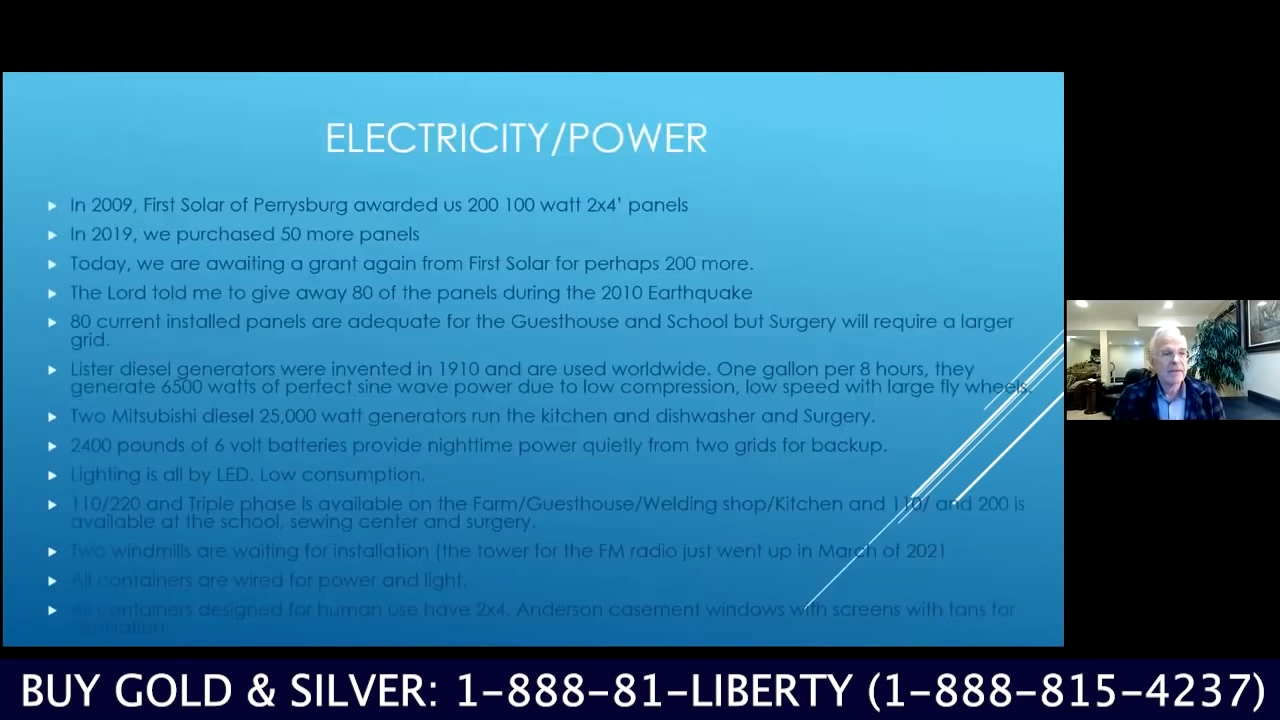 ELECTRICITY/POWER
In 2009, First Solar of Perrysburg awarded us 200 100 watt 2x4’ panels
In 2019, we purchased 50 more panels
Today, we are awaiting a grant again from First Solar for perhaps 200 more.
The Lord told me to give away 80 of the panels during the 2010 Earthquake
80 current installed panels are adequate for the Guesthouse and School but Surgery will require a larger
grid.
Lister diesel generators were invented in 1910 and are used worldwide. One gallon per 8 hours, they
generate 6500 watts of perfect sine wave power due to low compression, low speed with large fly wheels.
Two Mitsubishi diesel 25,000 watt generators run the kitchen and dishwasher and Surgery.
2400 pounds of 6 volt batteries provide nighttime power quietly from two grids for backup.
Lighting is all by LED. Low consumption.
110/220 and Triple phase is available on the Farm/Guesthouse/Welding shop/Kitchen and 110/ and 200 is
available at the school, sewing center and surgery.
Two windmills are waiting for installation (the tower for the FM radio just went up in March of 2021
All containers are wired for power and light.
All containers designed for human use have 2x4. Anderson casement windows with screens with fans for
ventilation
BUY GOLD & SILVER: 1-888-81-LIBERTY (1-888-815-4237)